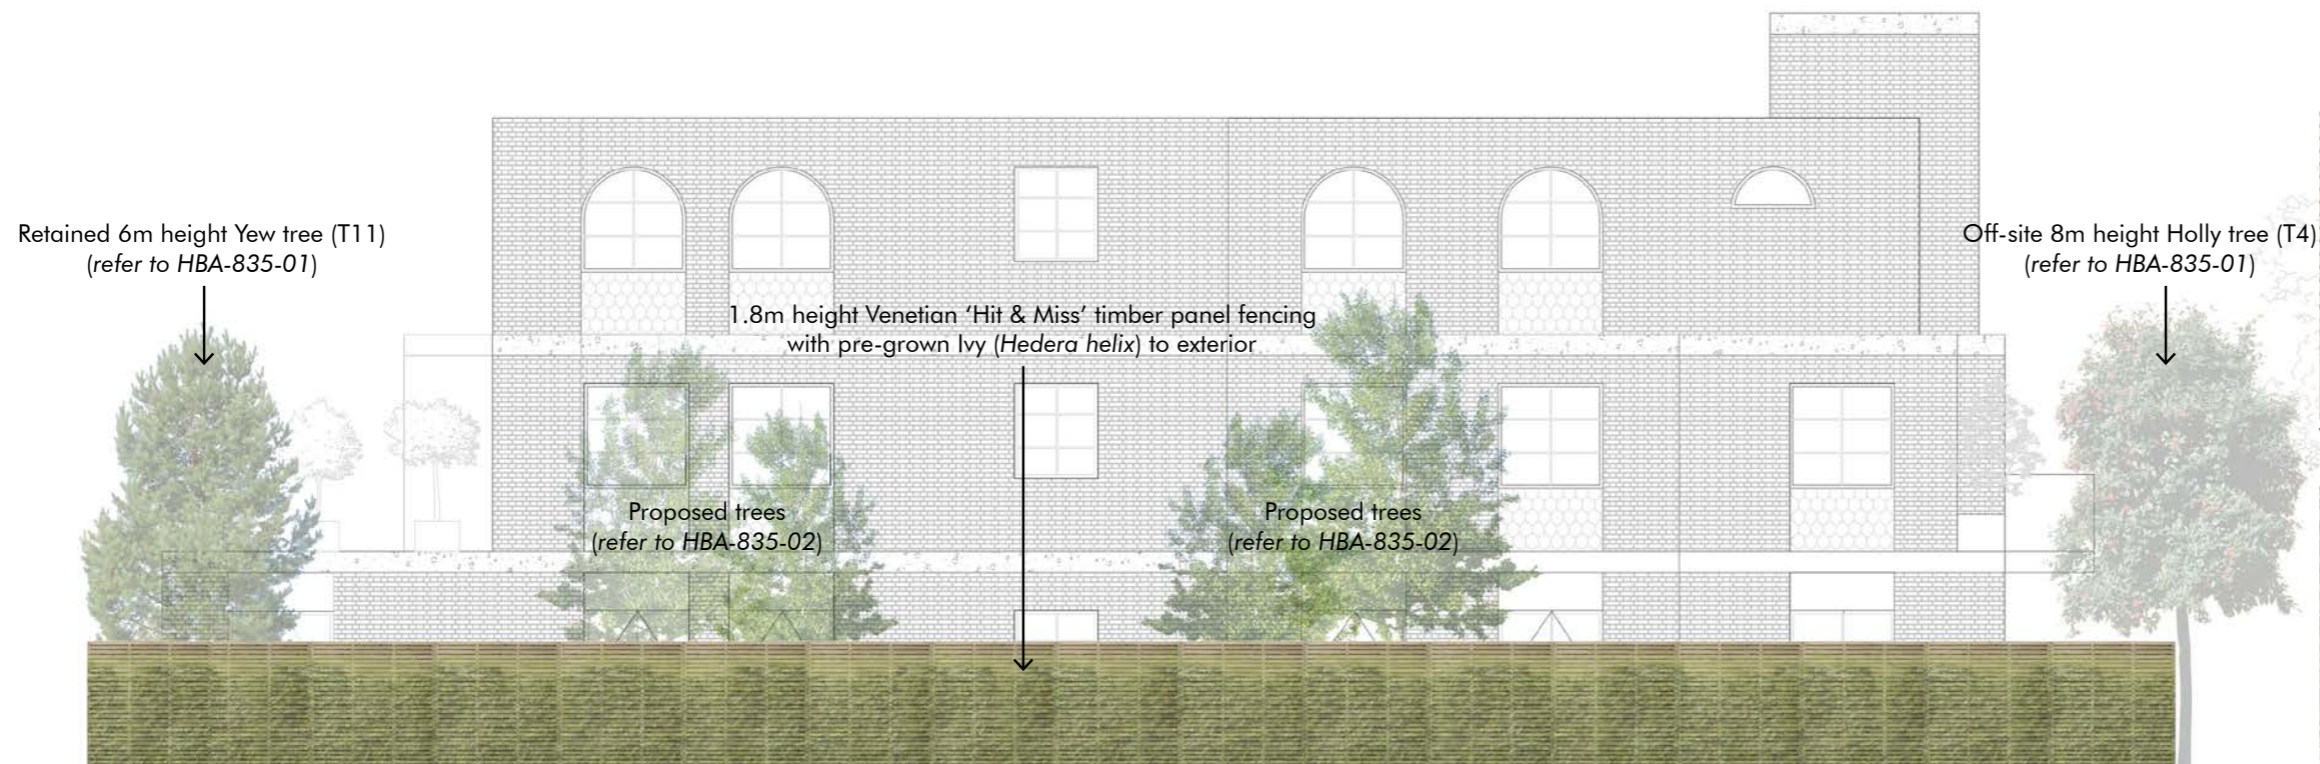 Retained 6m height Yew tree (T11)
(refer to HBA-835-01)
Off-site 8m height Holly tree (T4)
(refer to HBA-835-01)
1.8m height Venetian ‘Hit & Miss’ timber panel fencing
with pre-grown Ivy (Hedera helix) to exterior
Proposed trees
(refer to HBA-835-02)
Proposed trees
(refer to HBA-835-02)